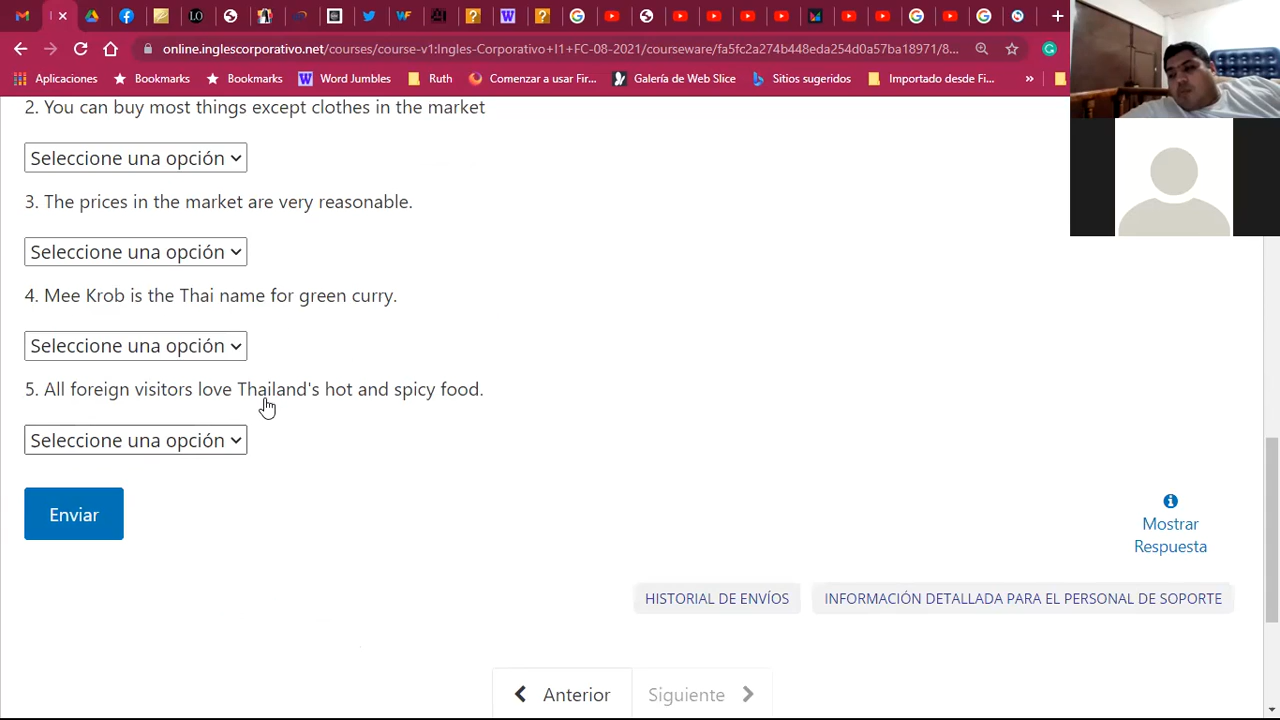 online.inglescorporativo.net/courses/course-v1:Ingles-Corporativo+I1+FC-08-2021/courseware/fa5fc2a274b448eda254d0a57ba18971/8...
Aplicaciones
Bookmarks
Bookmarks
Word Jumbles
Ruth
Comenzar a usar Fir...
Galería de Web Slice
Sitios sugeridos
Importado desde Fi...
»
2. You can buy most things except clothes in the market
Seleccione una opción
3. The prices in the market are very reasonable.
Seleccione una opción
4. Mee Krob is the Thai name for green curry.
Seleccione una opción
5. All foreign visitors love Thailand's hot and spicy food.
Seleccione una opción
Enviar
Mostrar
Respuesta
HISTORIAL DE ENVÍOS
INFORMACIÓN DETALLADA PARA EL PERSONAL DE SOPORTE
Anterior
Siguiente